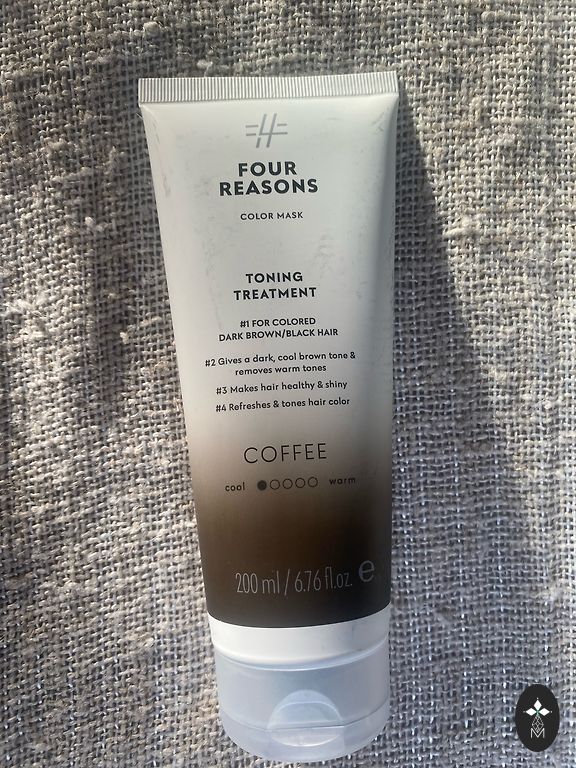 FOUR
REASONS
COLOR MASK
TONING
TREATMENT
#1 FOR COLORED
DARK BROWN/BLACK HAIR
#2 Gives a dark, cool brown tone &
removes warm tones
#3 Makes hair healthy & shiny
#4 Refreshes & tones hair color
COFFEE
cool warm
200 ml / 6.76 fl.oz. e
M